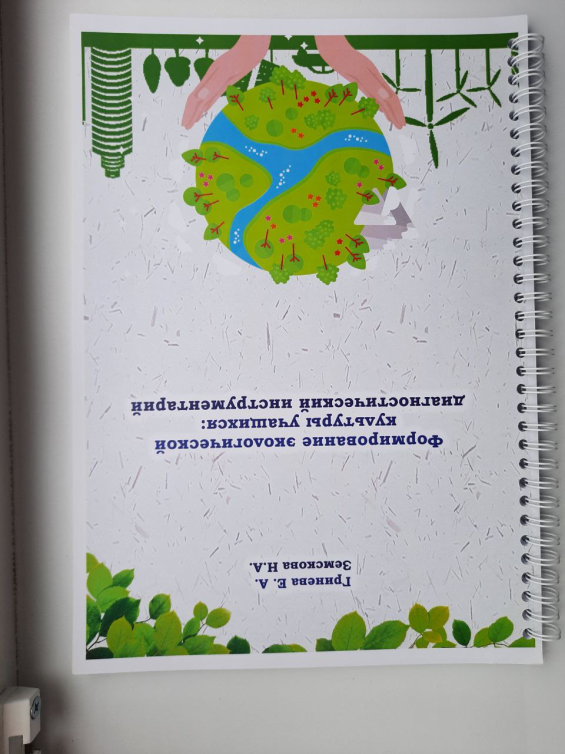 Гринева Е. А.
Земскова Н.А.
Формирование экологической
культуры учащихся:
диагностический инструментарий